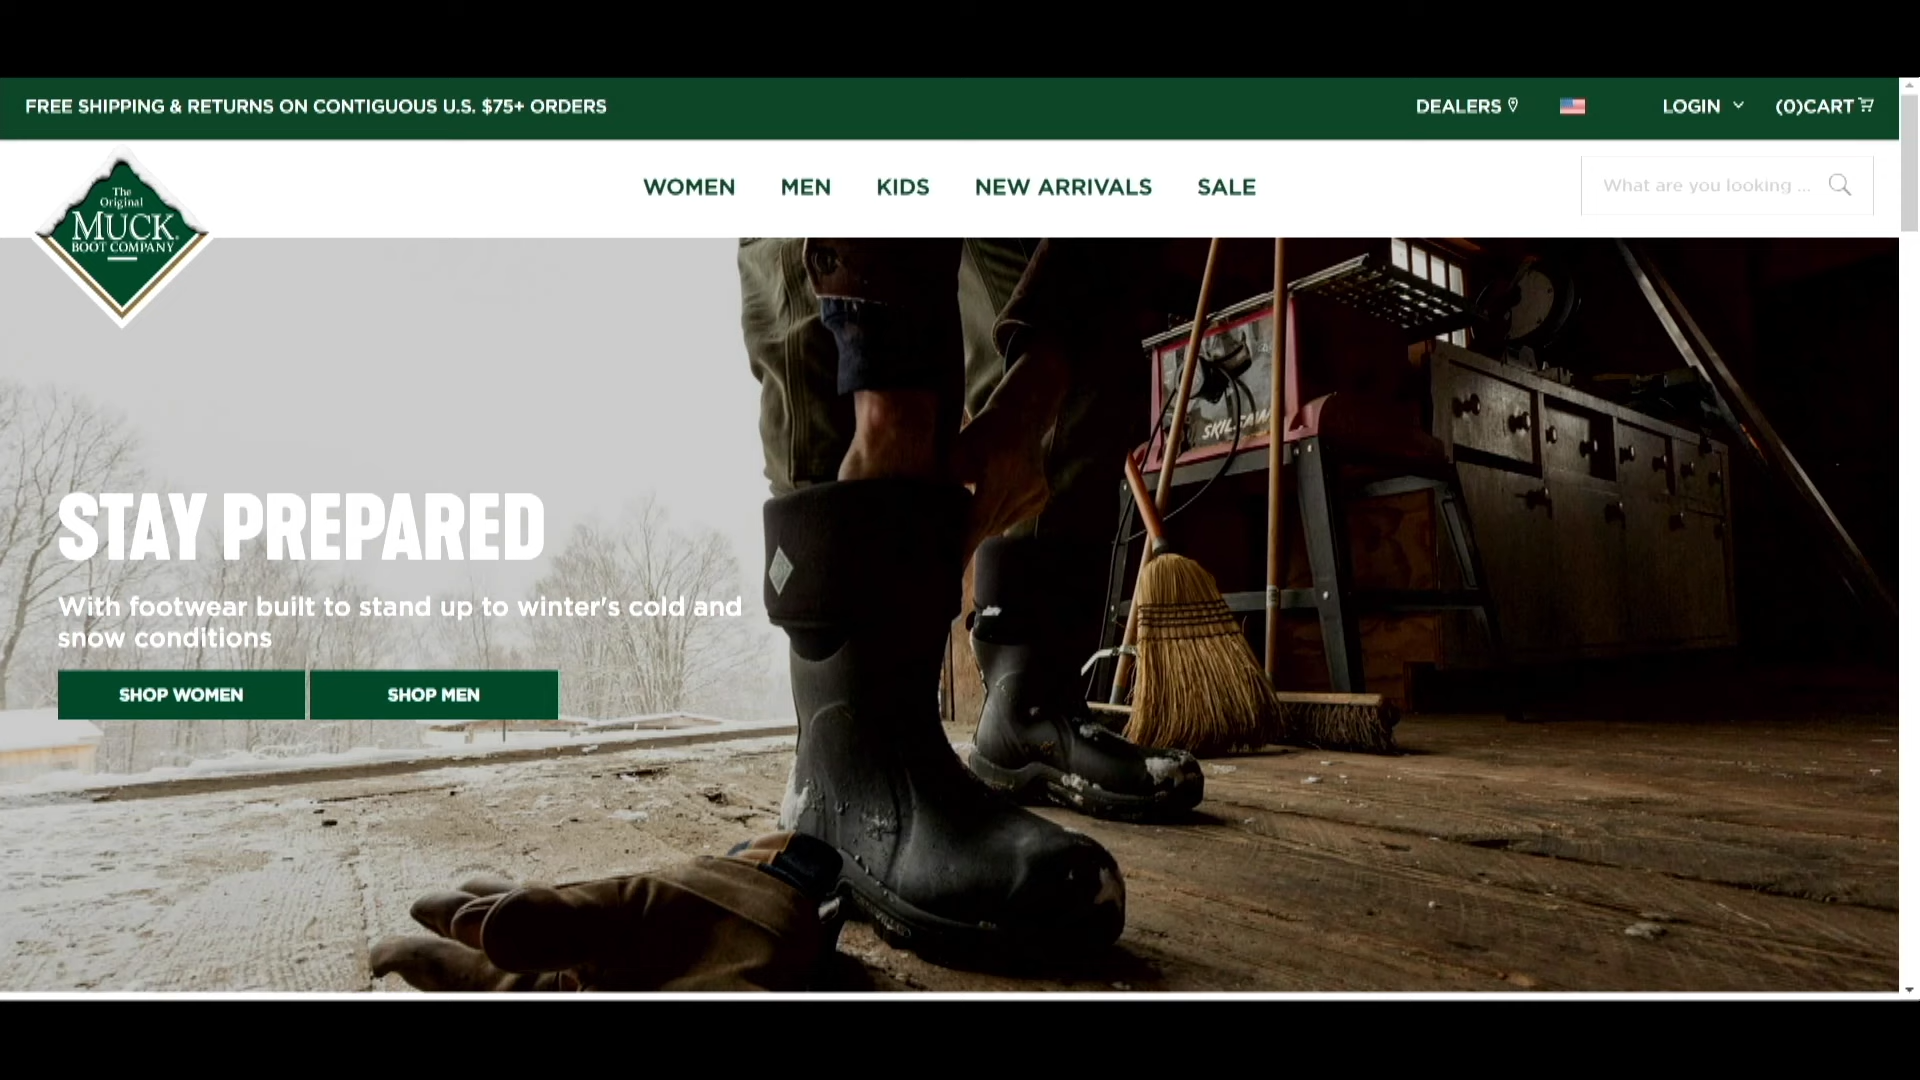 FREE SHIPPING & RETURNS ON CONTIGUOUS U.S. $75+ ORDERS
DEALERS
LOGIN
(0)CART
The
Original
MUCK
BOOT COMPANY
WOMEN
MEN
KIDS
NEW ARRIVALS
SALE
What are you looking ...
SKILSAW
STAY PREPARED
With footwear built to stand up to winter's cold and
snow conditions
SHOP WOMEN
SHOP MEN